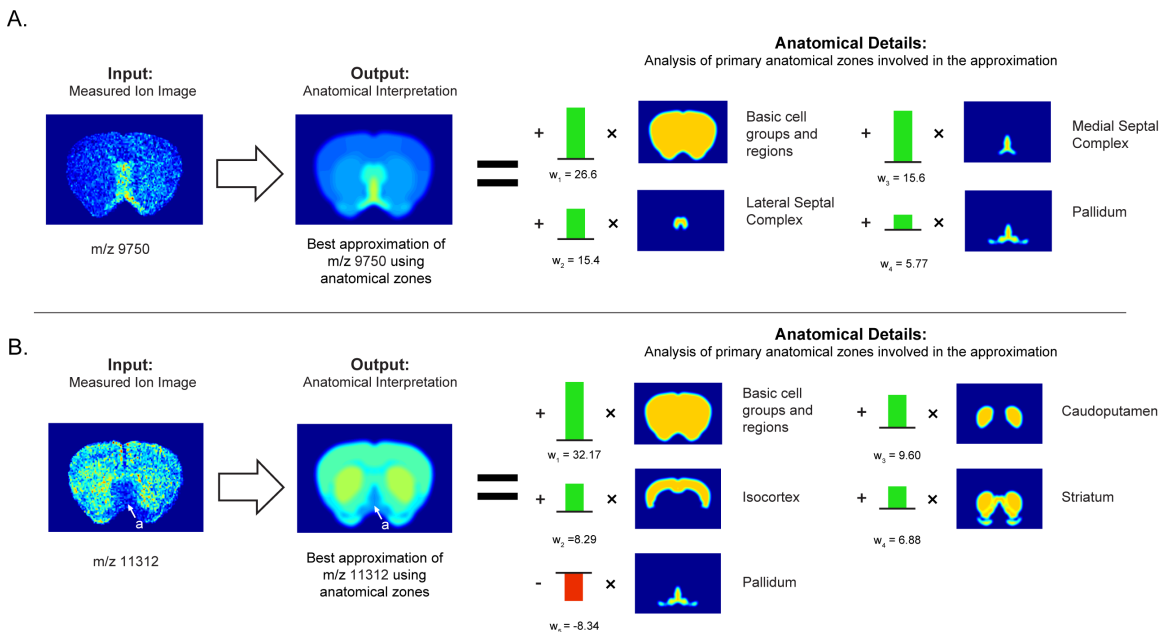 A.
Input:
Measured Ion Image
m/z 9750
Output:
Anatomical Interpretation
Best approximation of
m/z 9750 using
anatomical zones
=
Anatomical Details:
Analysis of primary anatomical zones involved in the approximation
+
×
w1 = 26.6
Basic cell
groups and
regions
+
×
w3 = 15.6
Medial Septal
Complex
+
×
w2 = 15.4
Lateral Septal
Complex
+
×
w4 = 5.77
Pallidum
B.
Input:
Measured Ion Image
a
m/z 11312
Output:
Anatomical Interpretation
a
Best approximation of
m/z 11312 using
anatomical zones
=
Anatomical Details:
Analysis of primary anatomical zones involved in the approximation
+
×
w1 = 32.17
Basic cell
groups and
regions
+
×
w3 = 9.60
Caudoputamen
+
×
w2 =8.29
Isocortex
+
×
w4 = 6.88
Striatum
-
×
w5 = -8.34
Pallidum